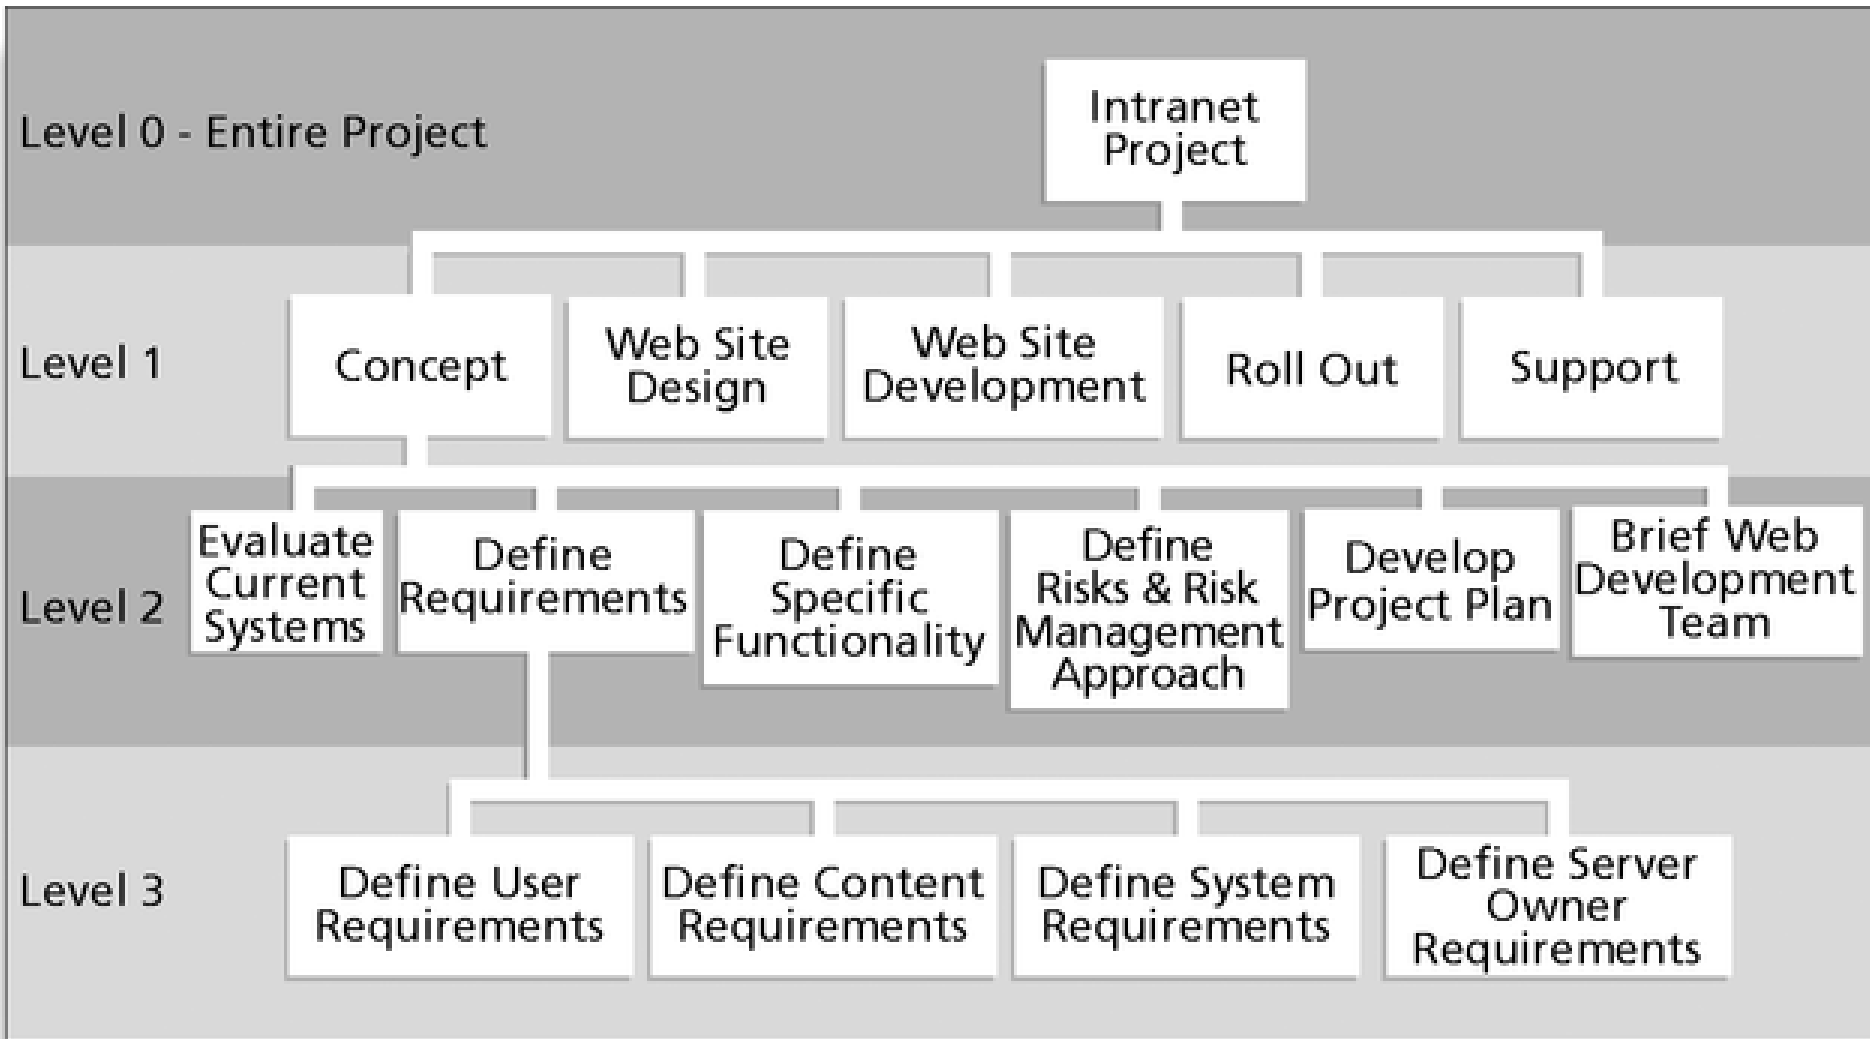 Level 0 - Entire Project
Intranet
Project
Level 1
Concept
Web Site
Design
Web Site
Development
Roll Out
Support
Level 2
Evaluate
Current
Systems
Define
Requirements
Define
Specific
Functionality
Define
Risks & Risk
Management
Approach
Develop
Project Plan
Brief Web
Development
Team
Level 3
Define User
Requirements
Define Content
Requirements
Define System
Requirements
Define Server
Owner
Requirements